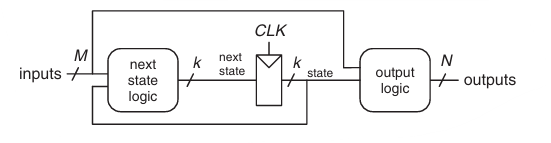 CLK
inputs
M
next
state
logic
k
next
state
k
state
output
logic
N
outputs